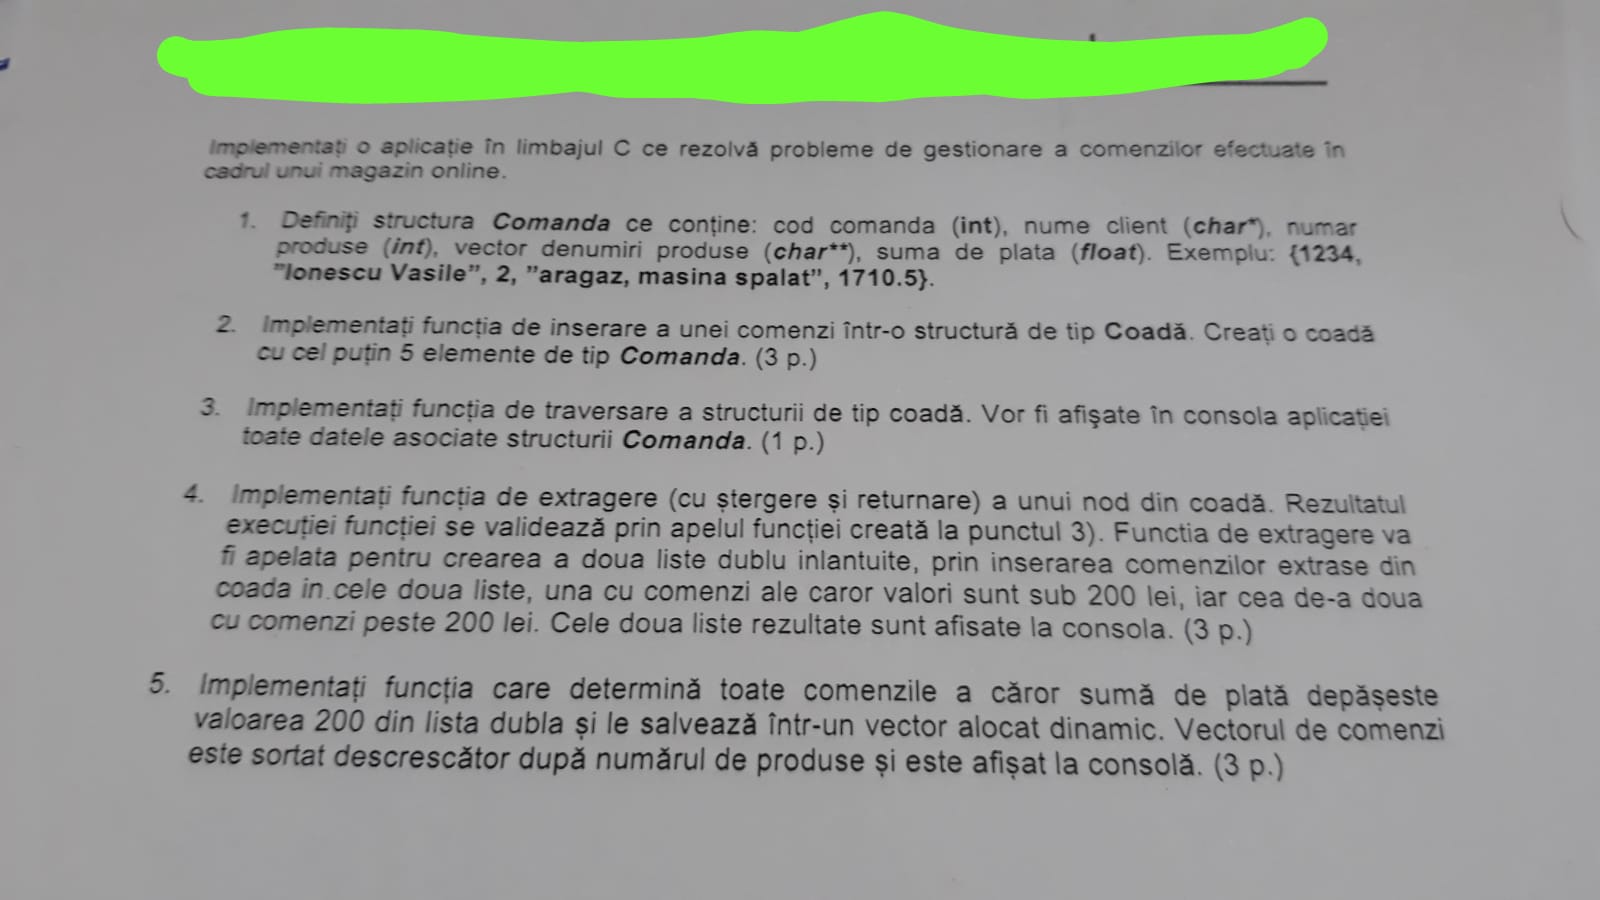 Implementați o aplicație în limbajul C ce rezolvă probleme de gestionare a comenzilor efectuate în
cadrul unui magazin online.
1. Definiți structura Comanda ce conține: cod comanda (int), nume client (char*), numar
produse (int), vector denumiri produse (char**), suma de plata (float). Exemplu: {1234,
"Ionescu Vasile", 2, "aragaz, masina spalat", 1710.5}.
2. Implementați funcția de inserare a unei comenzi într-o structură de tip Coadă. Creați o coadă
cu cel puțin 5 elemente de tip Comanda. (3 p.)
3. Implementați funcția de traversare a structurii de tip coadă. Vor fi afişate în consola aplicației
toate datele asociate structurii Comanda. (1 p.)
4. Implementați funcția de extragere (cu ștergere și returnare) a unui nod din coadă. Rezultatul
execuției funcției se validează prin apelul funcției creată la punctul 3). Functia de extragere va
fi apelata pentru crearea a doua liste dublu inlantuite, prin inserarea comenzilor extrase din
coada in cele doua liste, una cu comenzi ale caror valori sunt sub 200 lei, iar cea de-a doua
cu comenzi peste 200 lei. Cele doua liste rezultate sunt afisate la consola. (3 p.)
5. Implementați funcția care determină toate comenzile a căror sumă de plată depășeste
valoarea 200 din lista dubla și le salvează într-un vector alocat dinamic. Vectorul de comenzi
este sortat descrescător după numărul de produse și este afișat la consolă. (3 p.)